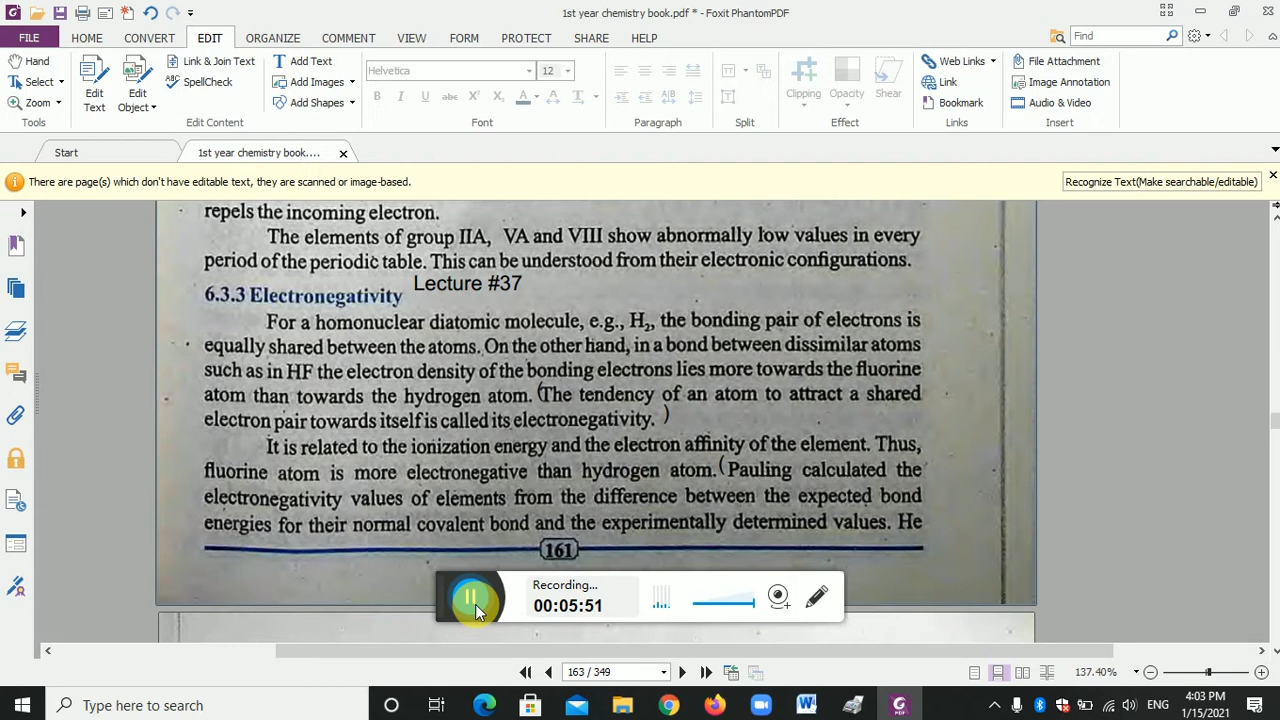 1st year chemistry book.pdf * - Foxit PhantomPDF
FILE HOME CONVERT EDIT ORGANIZE COMMENT VIEW FORM PROTECT SHARE HELP Find
Hand
Select
Zoom
Tools
Edit Text
Edit Object
Link & Join Text
SpellCheck
Edit Content
Add Text
Add Images
Add Shapes
Helvetica 12
B I U abc X² X₂ A A T
Font
Paragraph
Split
Clipping Opacity Shear
Effect
Web Links
Link
Bookmark
Links
File Attachment
Image Annotation
Audio & Video
Insert
Start 1st year chemistry book....
There are page(s) which don't have editable text, they are scanned or image-based. Recognize Text(Make searchable/editable)
repels the incoming electron.
The elements of group IIA, VA and VIII show abnormally low values in every
period of the periodic table. This can be understood from their electronic configurations.
Lecture #37
6.3.3 Electronegativity
For a homonuclear diatomic molecule, e.g., H₂, the bonding pair of electrons is
equally shared between the atoms. On the other hand, in a bond between dissimilar atoms
such as in HF the electron density of the bonding electrons lies more towards the fluorine
atom than towards the hydrogen atom. (The tendency of an atom to attract a shared
electron pair towards itself is called its electronegativity. )
It is related to the ionization energy and the electron affinity of the element. Thus,
fluorine atom is more electronegative than hydrogen atom. (Pauling calculated the
electronegativity values of elements from the difference between the expected bond
energies for their normal covalent bond and the experimentally determined values. He
161
Recording...
00:05:51
163 / 349
137.40%
Type here to search
ENG
4:03 PM
1/15/2021